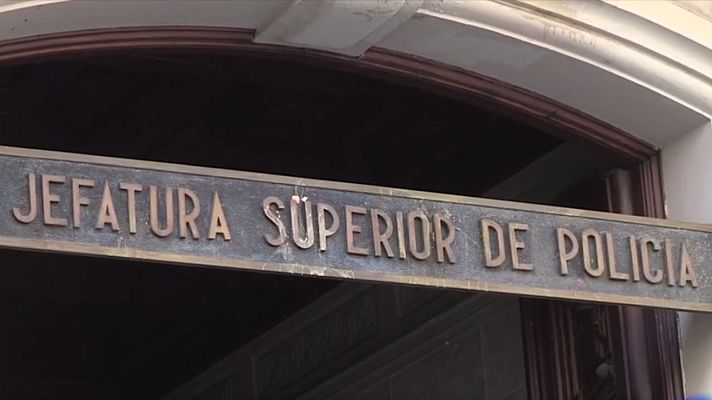 JEFATURA SUPERIOR DE POLICIA